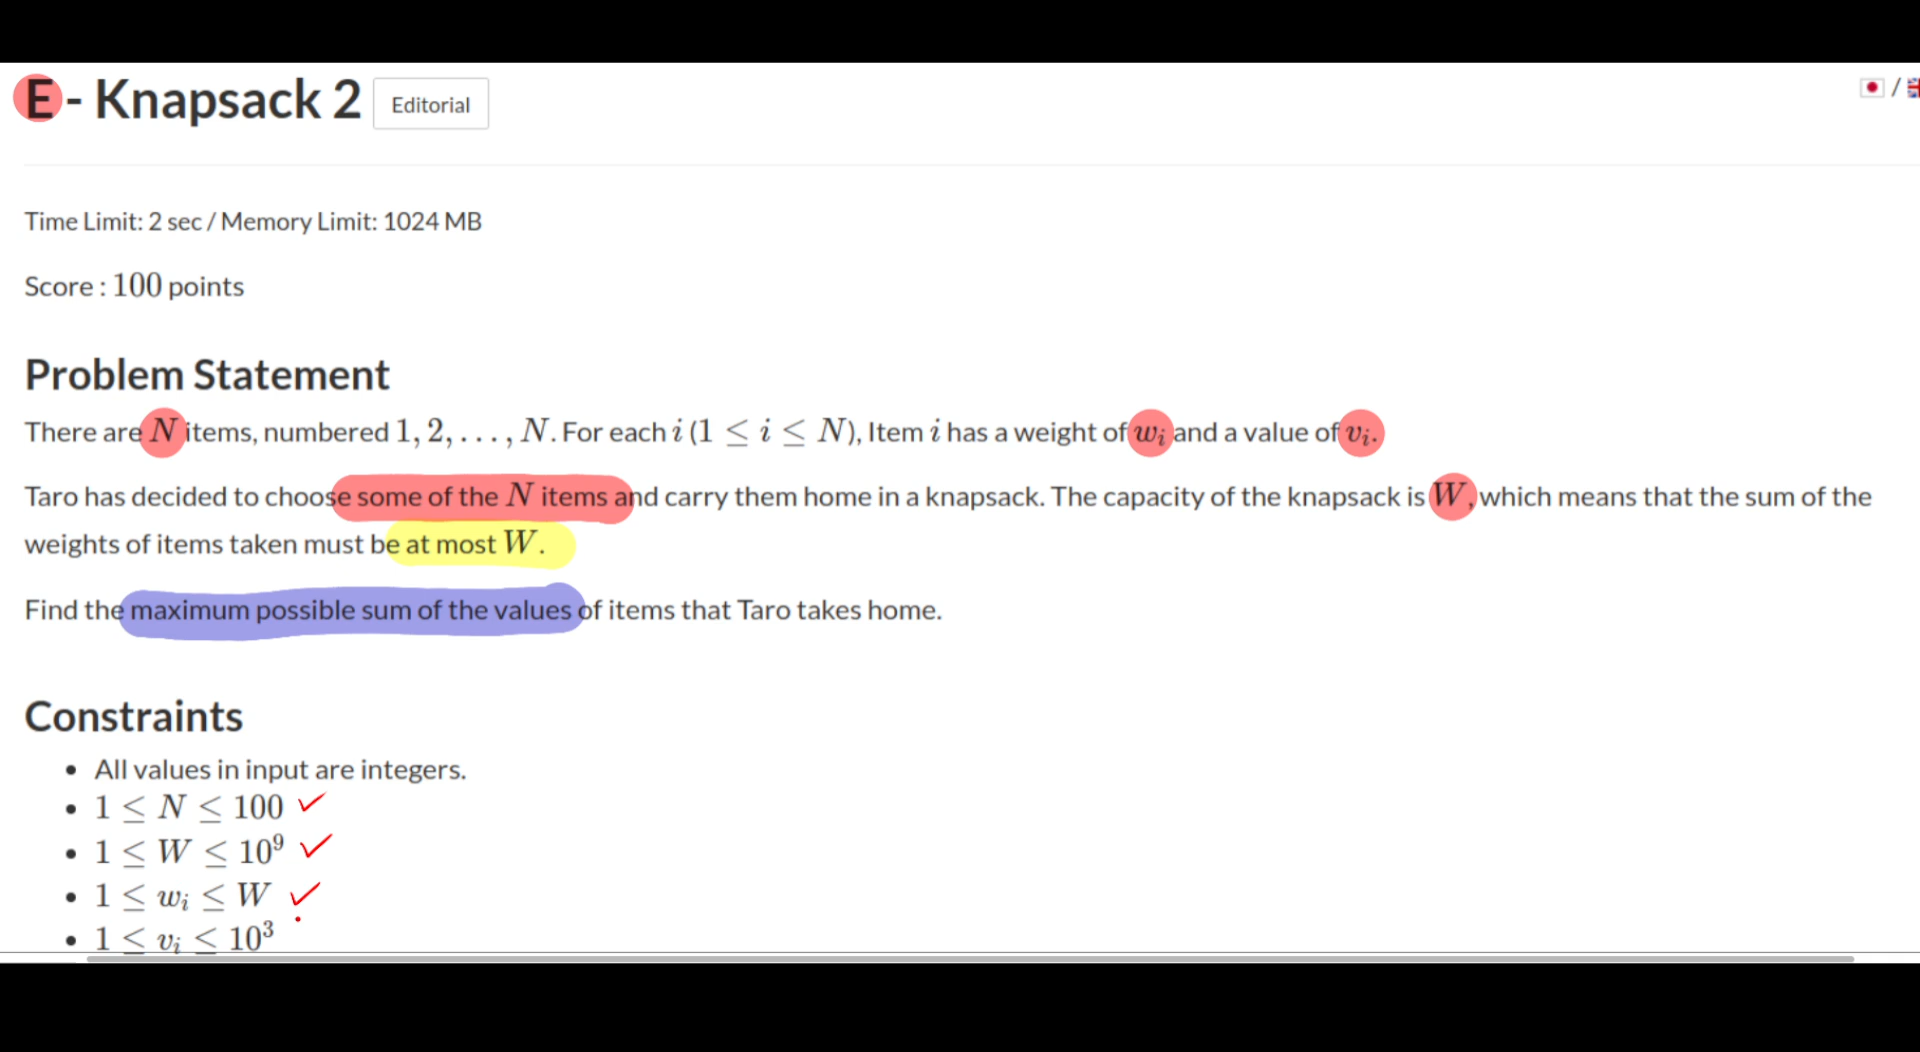 E - Knapsack 2 Editorial
/
Time Limit: 2 sec / Memory Limit: 1024 MB
Score : 100 points
Problem Statement
There are N items, numbered 1, 2, . . . , N. For each i (1 ≤ i ≤ N), Item i has a weight of wᵢ and a value of vᵢ.
Taro has decided to choose some of the N items and carry them home in a knapsack. The capacity of the knapsack is W, which means that the sum of the
weights of items taken must be at most W.
Find the maximum possible sum of the values of items that Taro takes home.
Constraints
• All values in input are integers.
• 1 ≤ N ≤ 100
• 1 ≤ W ≤ 10⁹
• 1 ≤ wᵢ ≤ W
• 1 ≤ vᵢ ≤ 10³